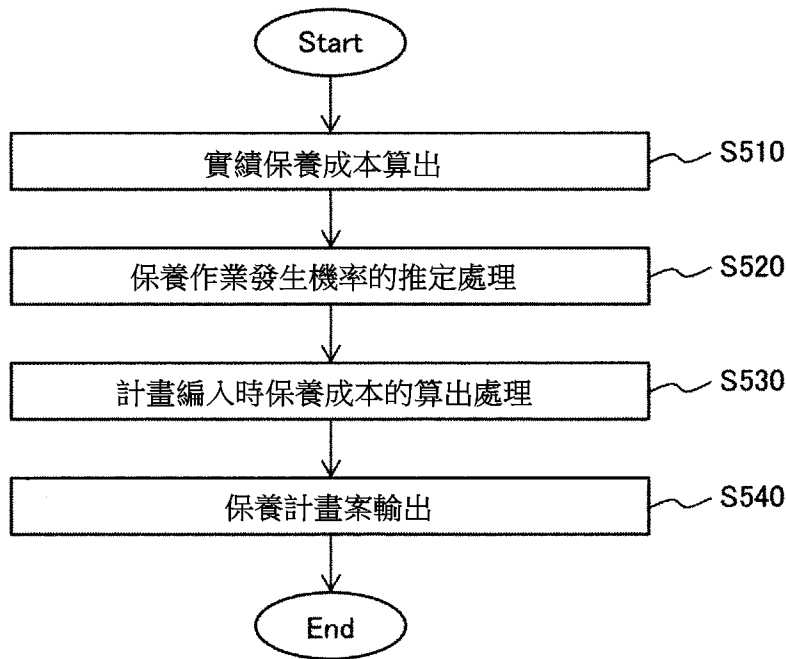 Start
實績保養成本算出
S510
保養作業發生機率的推定處理
S520
計畫編入時保養成本的算出處理
S530
保養計畫案輸出
S540
End